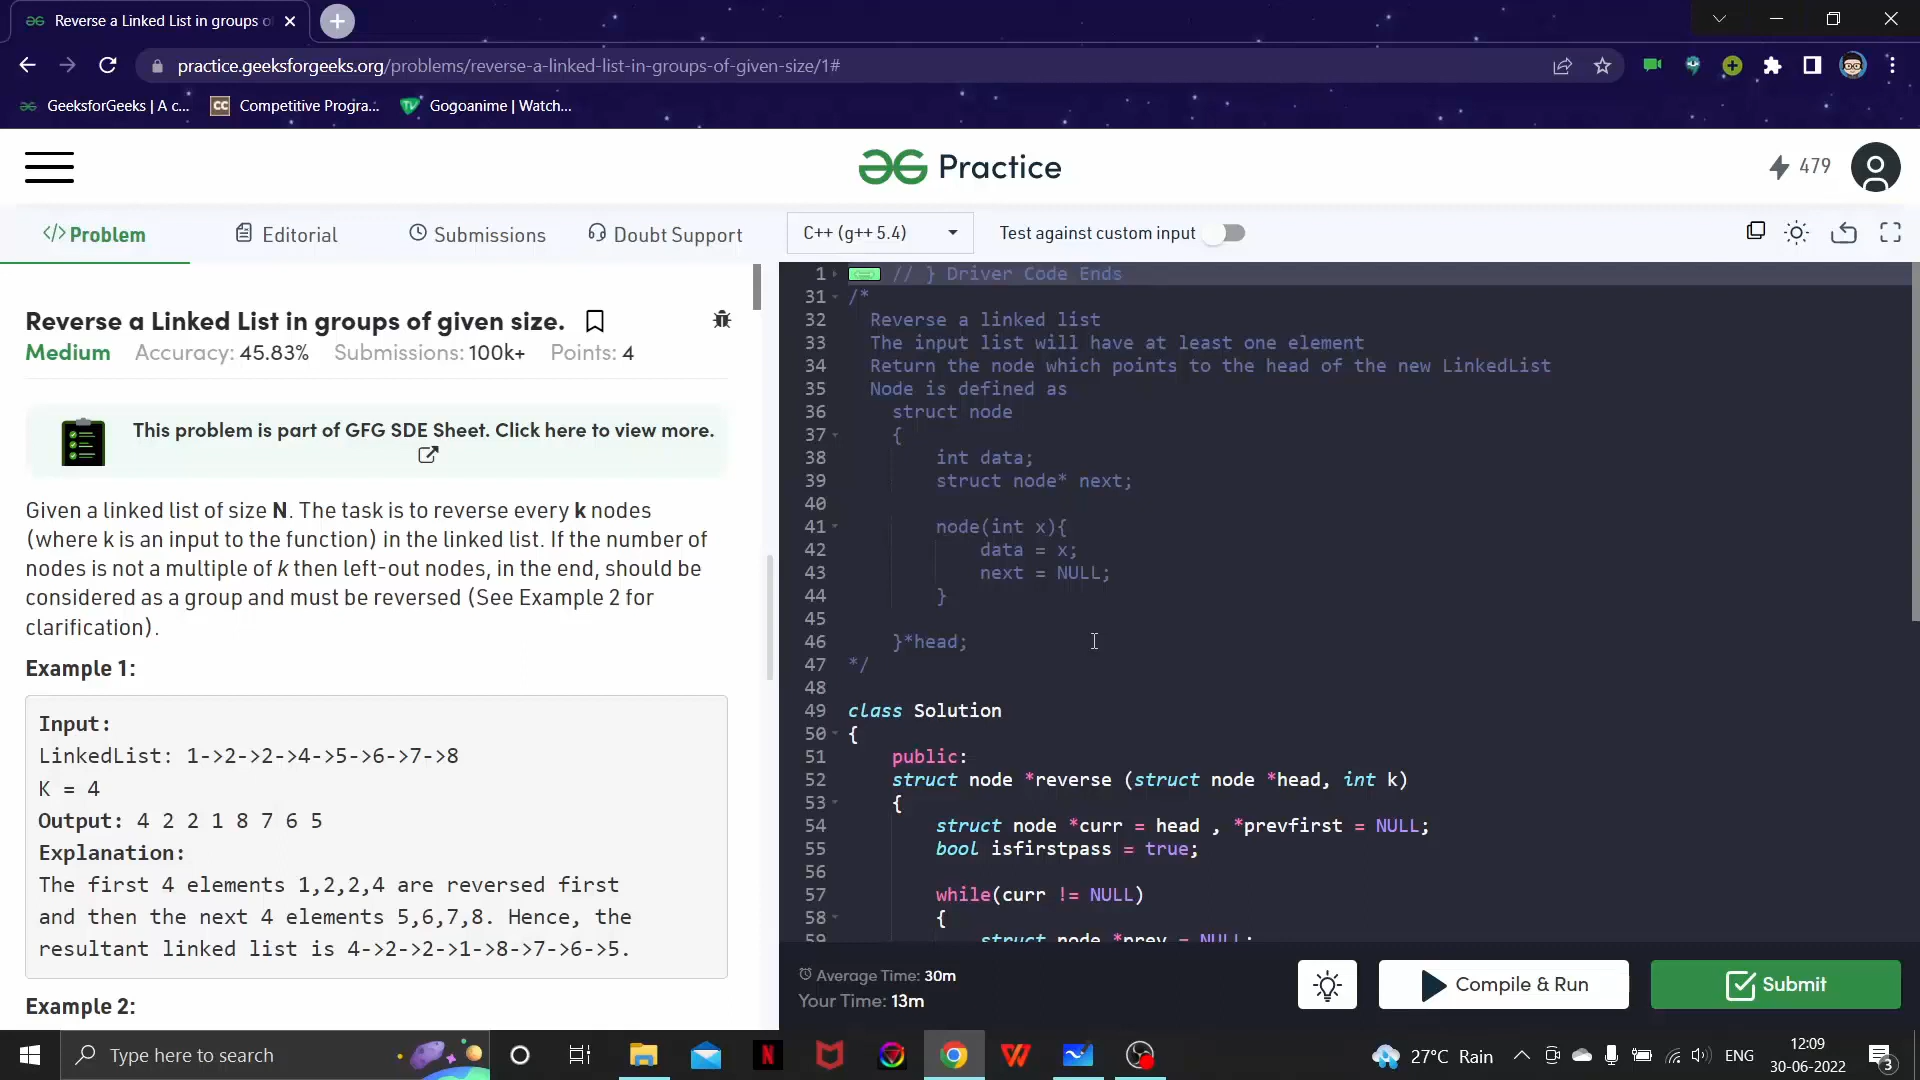 Reverse a Linked List in groups o
practice.geeksforgeeks.org/problems/reverse-a-linked-list-in-groups-of-given-size/1#
GeeksforGeeks | A c...
CC Competitive Progra...
Gogoanime | Watch...
Practice
479
</> Problem
Editorial
Submissions
Doubt Support
C++ (g++ 5.4)
Test against custom input
Reverse a Linked List in groups of given size.
Medium Accuracy: 45.83% Submissions: 100k+ Points: 4
This problem is part of GFG SDE Sheet. Click here to view more.
Given a linked list of size N. The task is to reverse every k nodes
(where k is an input to the function) in the linked list. If the number of
nodes is not a multiple of k then left-out nodes, in the end, should be
considered as a group and must be reversed (See Example 2 for
clarification).
Example 1:
Input:
LinkedList: 1->2->2->4->5->6->7->8
K = 4
Output: 4 2 2 1 8 7 6 5
Explanation:
The first 4 elements 1,2,2,4 are reversed first
and then the next 4 elements 5,6,7,8. Hence, the
resultant linked list is 4->2->2->1->8->7->6->5.
Example 2:
1 // } Driver Code Ends
31 /*
32 Reverse a linked list
33 The input list will have at least one element
34 Return the node which points to the head of the new LinkedList
35 Node is defined as
36 struct node
37 {
38 int data;
39 struct node* next;
40
41 node(int x){
42 data = x;
43 next = NULL;
44 }
45
46 }*head;
47 */
48
49 class Solution
50 {
51 public:
52 struct node *reverse (struct node *head, int k)
53 {
54 struct node *curr = head , *prevfirst = NULL;
55 bool isfirstpass = true;
56
57 while(curr != NULL)
58 {
59 struct node *prev = NULL;
Average Time: 30m
Your Time: 13m
Compile & Run
Submit
Type here to search
27°C Rain
ENG
12:09
30-06-2022
3